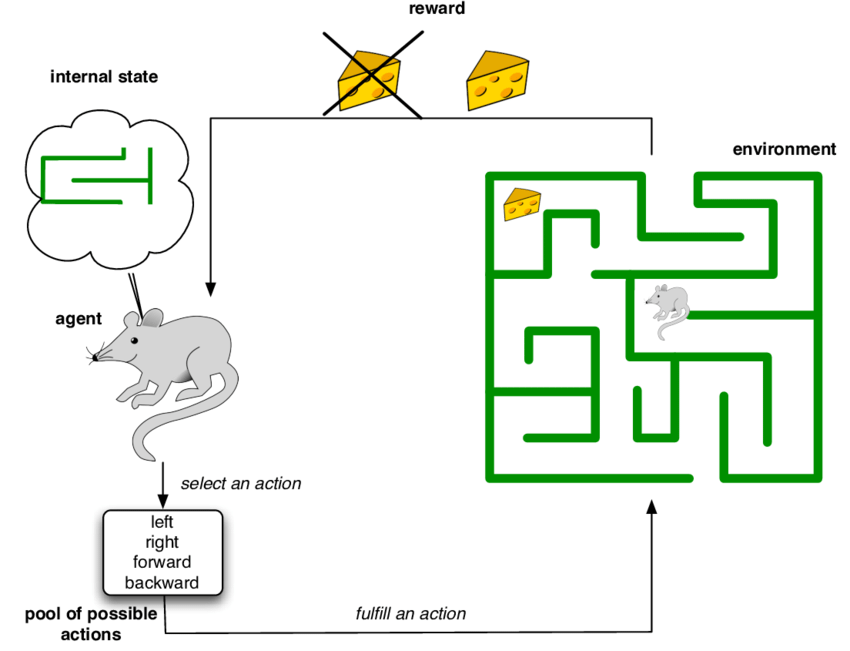 reward
internal state
environment
agent
select an action
left
right
forward
backward
pool of possible
actions
fulfill an action